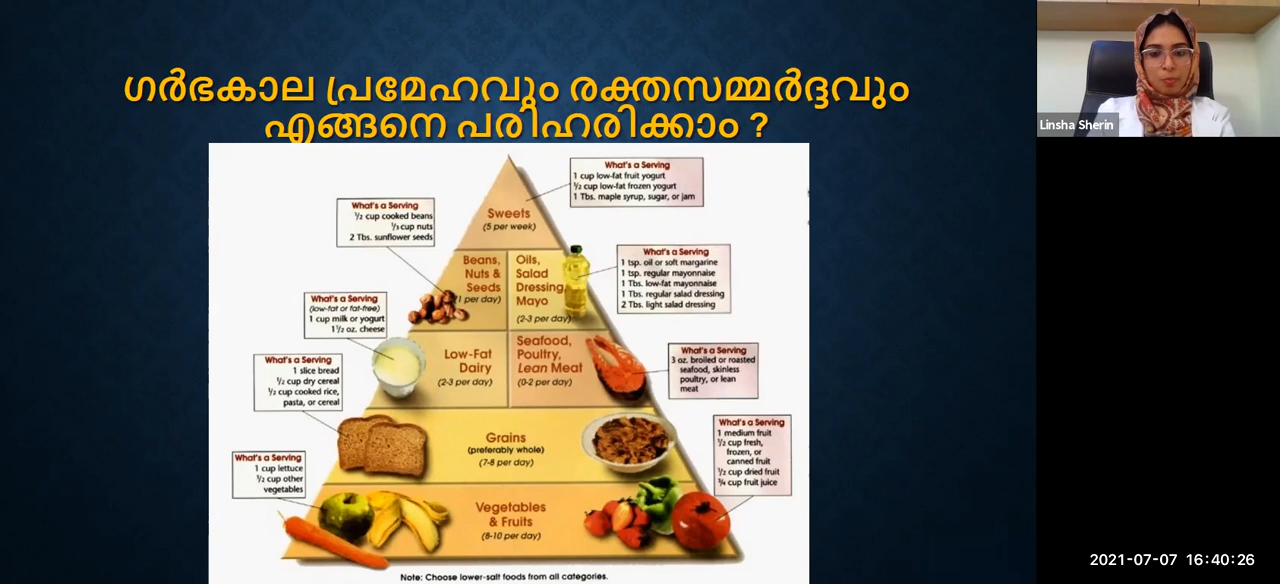 ഗർഭകാല പ്രമേഹവും രക്തസമ്മർദ്ദവും
എങ്ങനെ പരിഹരിക്കാം ?
Linsha Sherin
What's a Serving
1 cup low-fat fruit yogurt
½ cup low-fat frozen yogurt
1 Tbs. maple syrup, sugar, or jam
Sweets
(5 per week)
What's a Serving
½ cup cooked beans
⅓ cup nuts
2 Tbs. sunflower seeds
Beans,
Nuts &
Seeds
(1 per day)
Oils,
Salad
Dressing,
Mayo
(2-3 per day)
What's a Serving
1 tsp. oil or soft margarine
1 tsp. regular mayonnaise
1 Tbs. low-fat mayonnaise
1 Tbs. regular salad dressing
2 Tbs. light salad dressing
What's a Serving
(low-fat or fat-free)
1 cup milk or yogurt
1½ oz. cheese
Low-Fat
Dairy
(2-3 per day)
Seafood,
Poultry,
Lean Meat
(0-2 per day)
What's a Serving
3 oz. broiled or roasted
seafood, skinless
poultry, or lean
meat
What's a Serving
1 slice bread
½ cup dry cereal
½ cup cooked rice,
pasta, or cereal
Grains
(preferably whole)
(7-8 per day)
What's a Serving
1 medium fruit
½ cup fresh,
frozen, or
canned fruit
½ cup dried fruit
¾ cup fruit juice
What's a Serving
1 cup lettuce
½ cup other
vegetables
Vegetables
& Fruits
(8-10 per day)
Note: Choose lower-salt foods from all categories.
2021-07-07 16:40:26